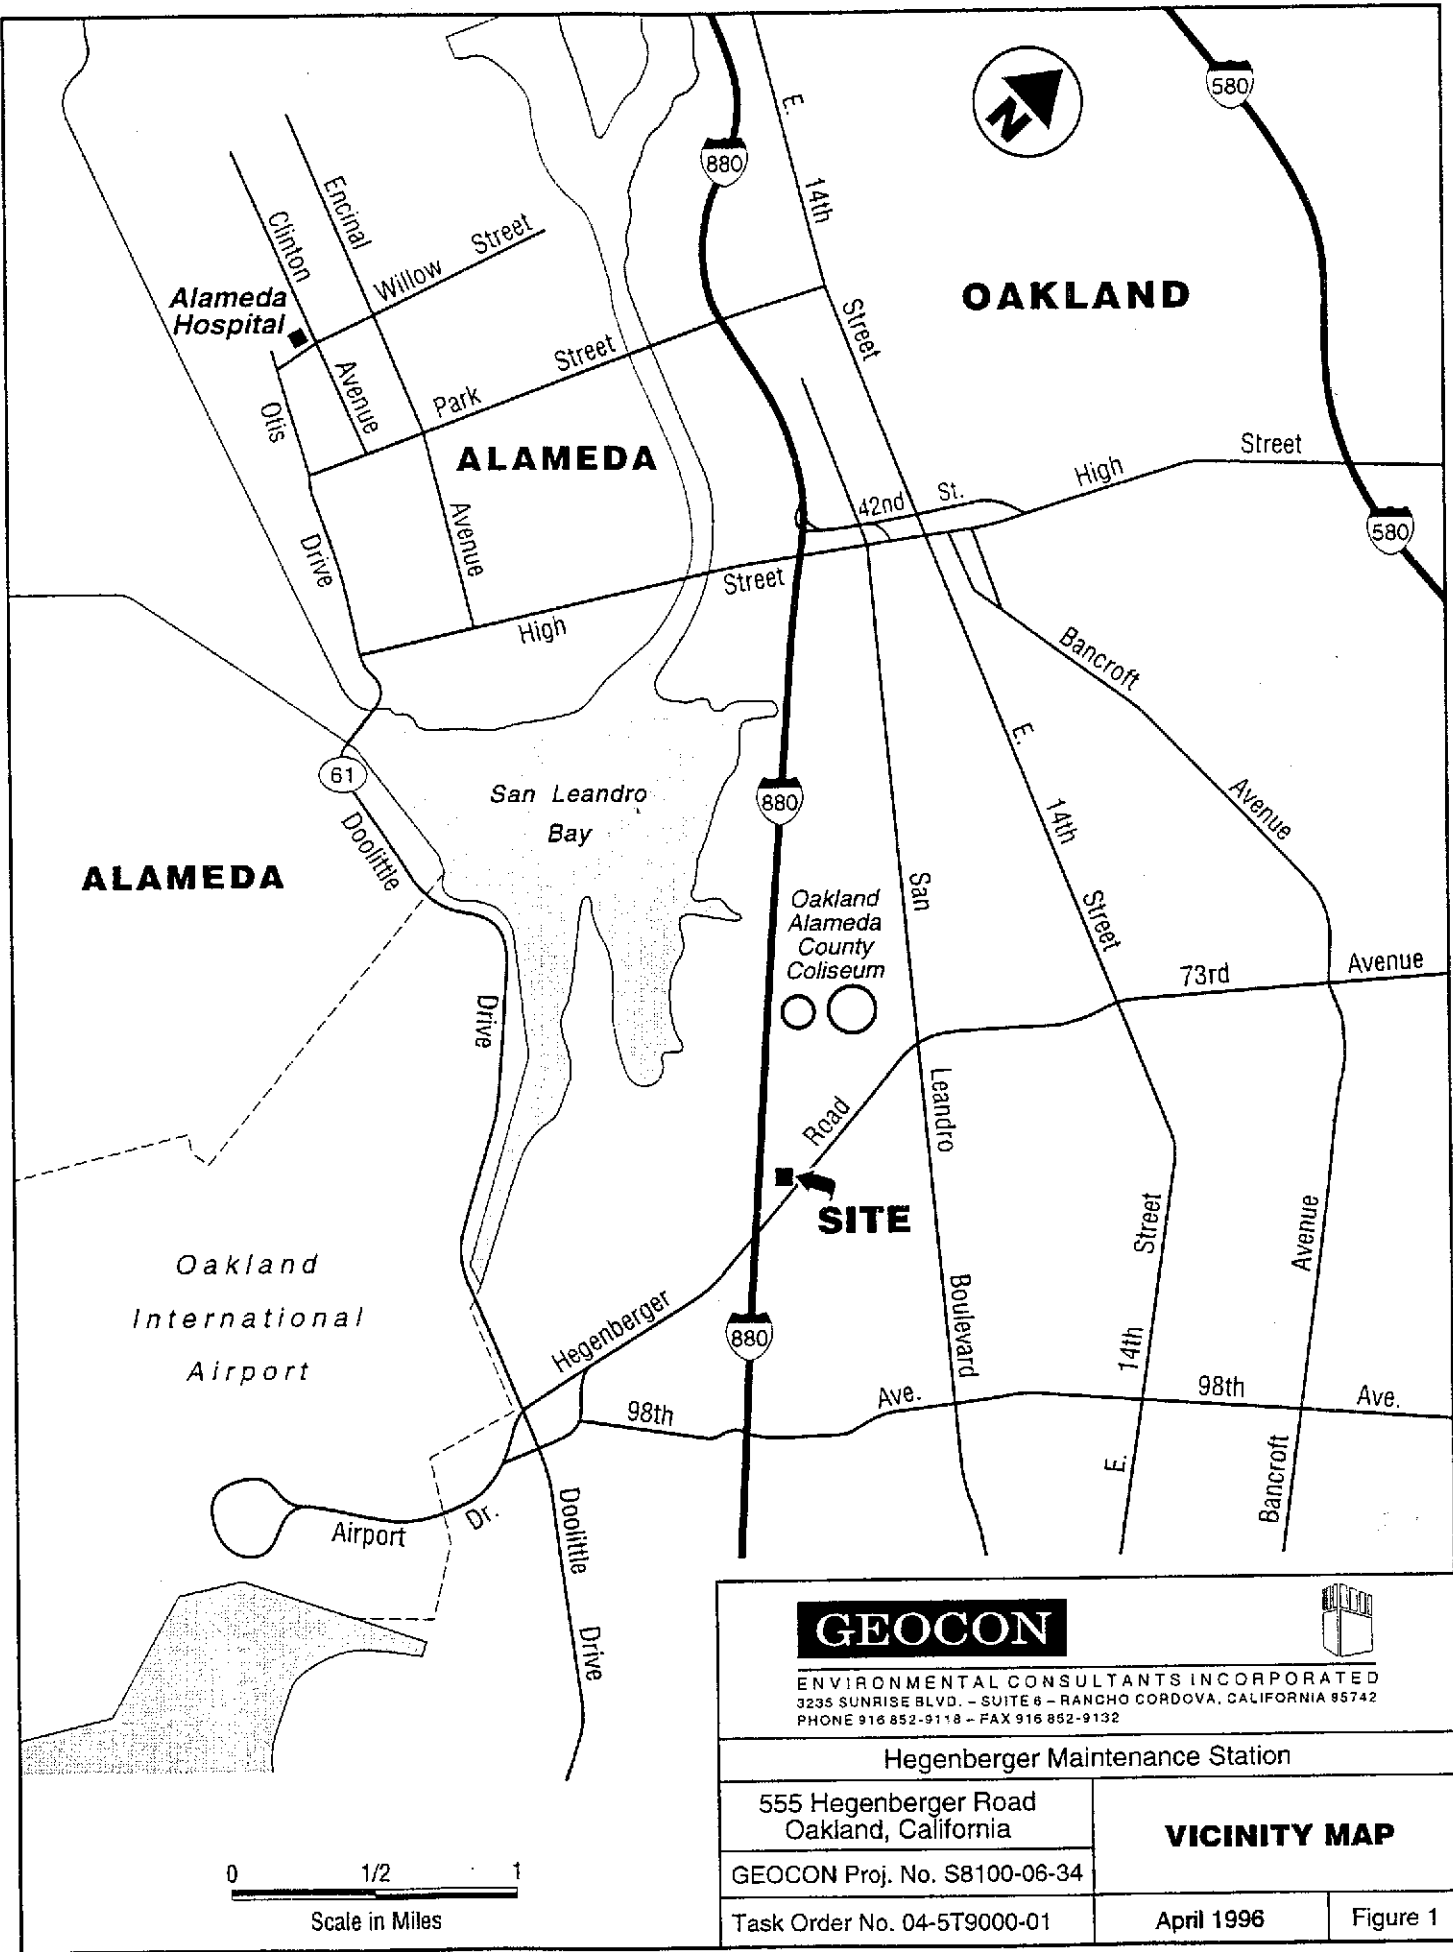 580
N
880
E.
14th
Street
OAKLAND
Encinal
Clinton
Willow Street
Alameda
Hospital
Avenue
Otis
Park Street
ALAMEDA
Avenue
Drive
High Street
42nd St.
High Street
580
Bancroft
Avenue
E.
14th
Street
61
San Leandro
Bay
880
Doolittle
ALAMEDA
Drive
Oakland
Alameda
County
Coliseum
San
Leandro
Boulevard
73rd Avenue
Road
SITE
Street
14th
E.
Avenue
Bancroft
Oakland
International
Airport
Hegenberger
880
98th Ave. 98th Ave.
Airport Dr.
Doolittle
Drive
GEOCON
ENVIRONMENTAL CONSULTANTS INCORPORATED
3235 SUNRISE BLVD. – SUITE 6 – RANCHO CORDOVA, CALIFORNIA 95742
PHONE 916 852-9118 – FAX 916 852-9132
Hegenberger Maintenance Station
555 Hegenberger Road
Oakland, California
VICINITY MAP
GEOCON Proj. No. S8100-06-34
Task Order No. 04-5T9000-01
April 1996
Figure 1
0 1/2 1
Scale in Miles